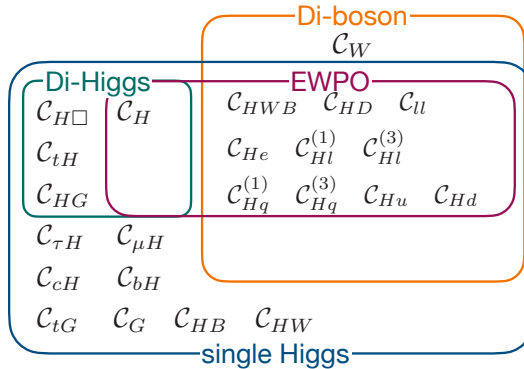 Di-boson
𝒞_W
Di-Higgs EWPO
𝒞_{H□} 𝒞_H 𝒞_{HWB} 𝒞_{HD} 𝒞_{ll}
𝒞_{tH} 𝒞_{He} 𝒞_{Hl}^{(1)} 𝒞_{Hl}^{(3)}
𝒞_{HG} 𝒞_{Hq}^{(1)} 𝒞_{Hq}^{(3)} 𝒞_{Hu} 𝒞_{Hd}
𝒞_{τH} 𝒞_{μH}
𝒞_{cH} 𝒞_{bH}
𝒞_{tG} 𝒞_G 𝒞_{HB} 𝒞_{HW}
single Higgs